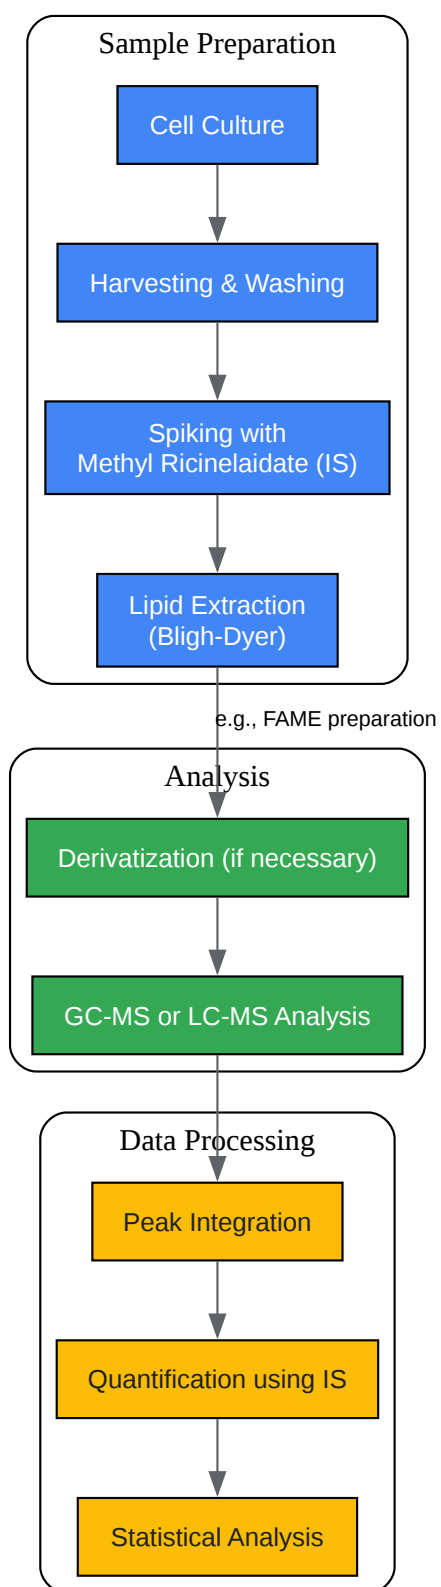 Sample Preparation
Cell Culture
Harvesting & Washing
Spiking with
Methyl Ricinelaidate (IS)
Lipid Extraction
(Bligh-Dyer)
e.g., FAME preparation
Analysis
Derivatization (if necessary)
GC-MS or LC-MS Analysis
Data Processing
Peak Integration
Quantification using IS
Statistical Analysis